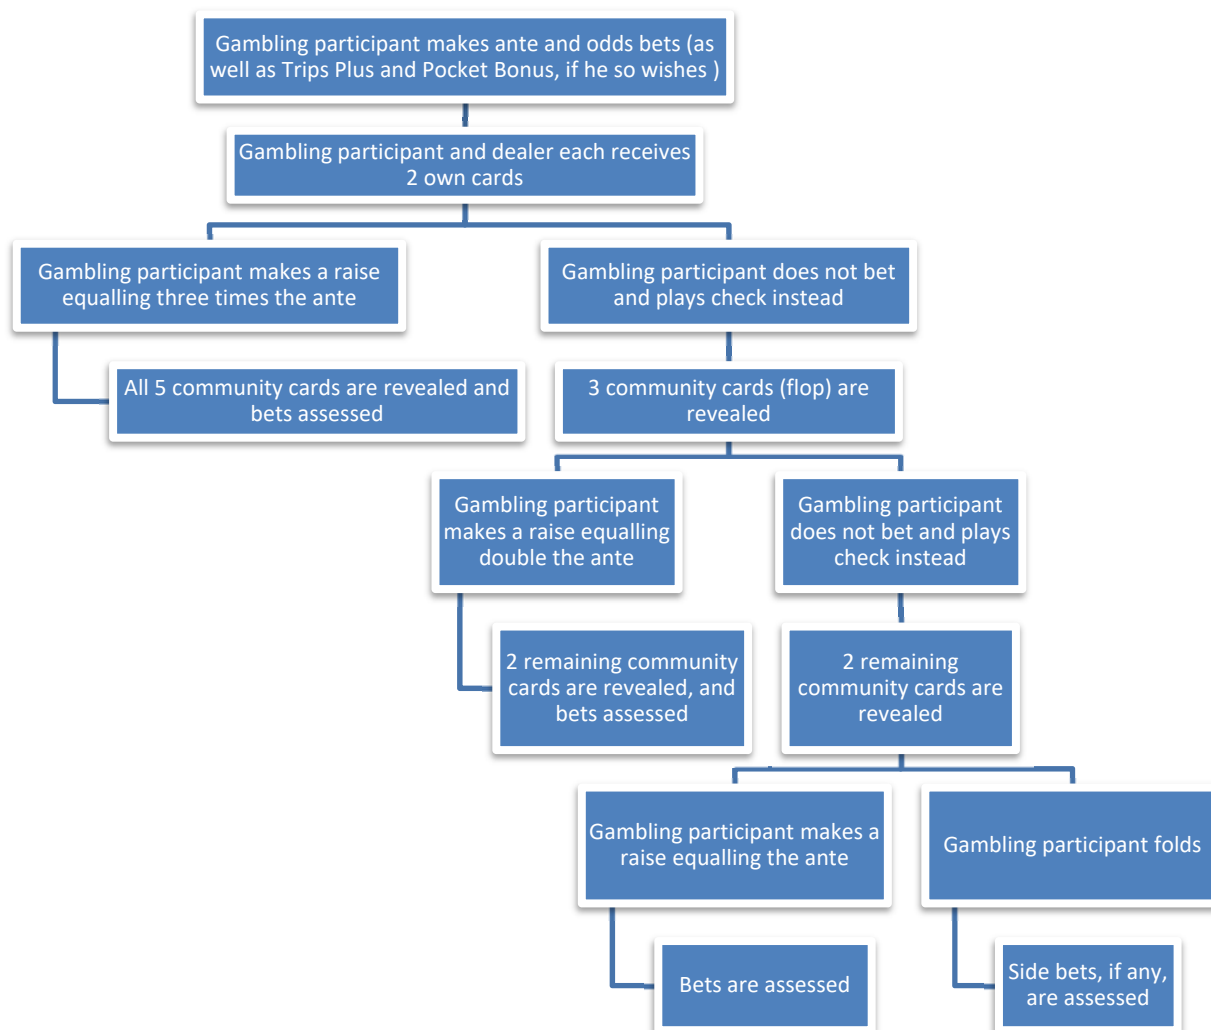 Gambling participant makes ante and odds bets (as
well as Trips Plus and Pocket Bonus, if he so wishes )
Gambling participant and dealer each receives
2 own cards
Gambling participant makes a raise
equalling three times the ante
Gambling participant does not bet
and plays check instead
All 5 community cards are revealed and
bets assessed
3 community cards (flop) are
revealed
Gambling participant
makes a raise equalling
double the ante
Gambling participant
does not bet and plays
check instead
2 remaining community
cards are revealed, and
bets assessed
2 remaining
community cards are
revealed
Gambling participant makes a
raise equalling the ante
Gambling participant folds
Bets are assessed
Side bets, if any,
are assessed